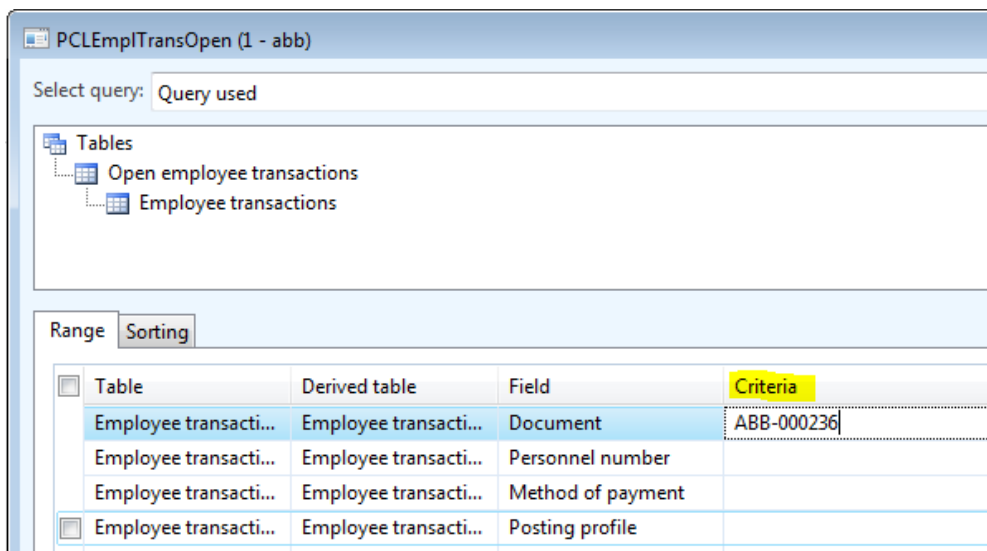 PCLEmplTransOpen (1 - abb)
Select query: Query used
Tables
Open employee transactions
Employee transactions
Range Sorting
Table Derived table Field Criteria
Employee transacti... Employee transacti... Document ABB-000236
Employee transacti... Employee transacti... Personnel number
Employee transacti... Employee transacti... Method of payment
Employee transacti... Employee transacti... Posting profile